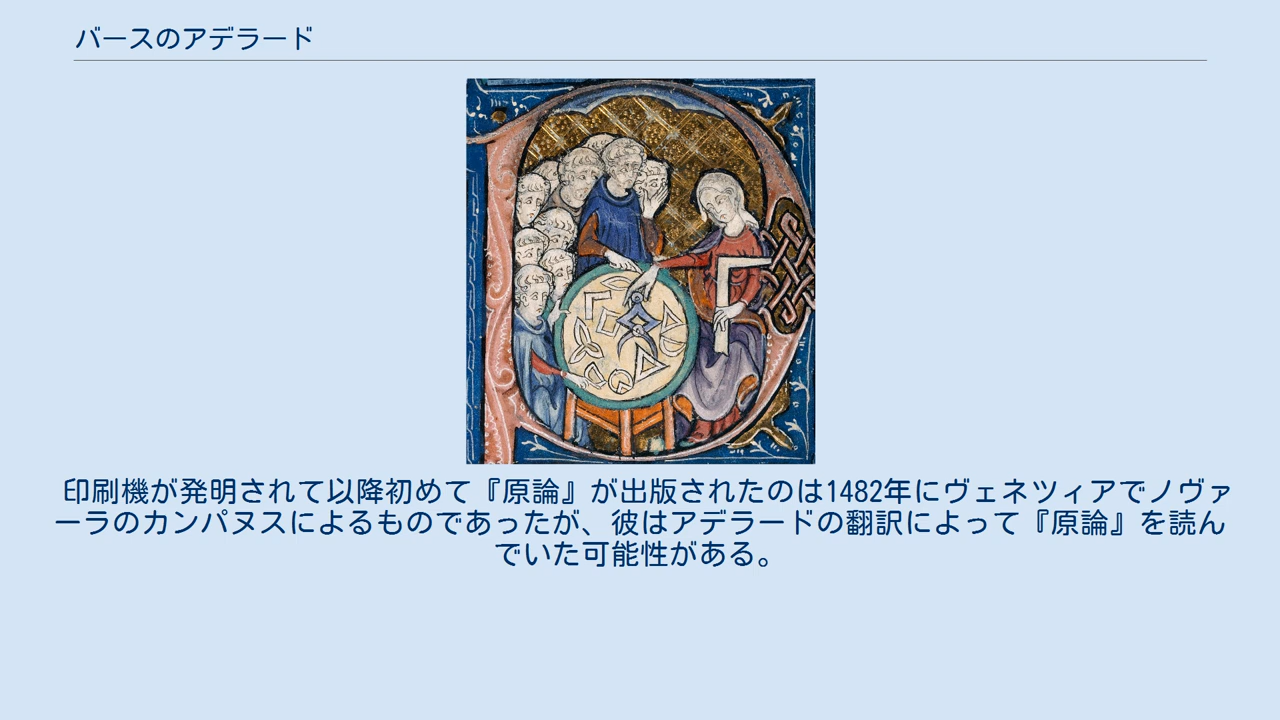 バースのアデラード
印刷機が発明されて以降初めて『原論』が出版されたのは1482年にヴェネツィアでノヴァ
ーラのカンパヌスによるものであったが、彼はアデラードの翻訳によって『原論』を読ん
でいた可能性がある。